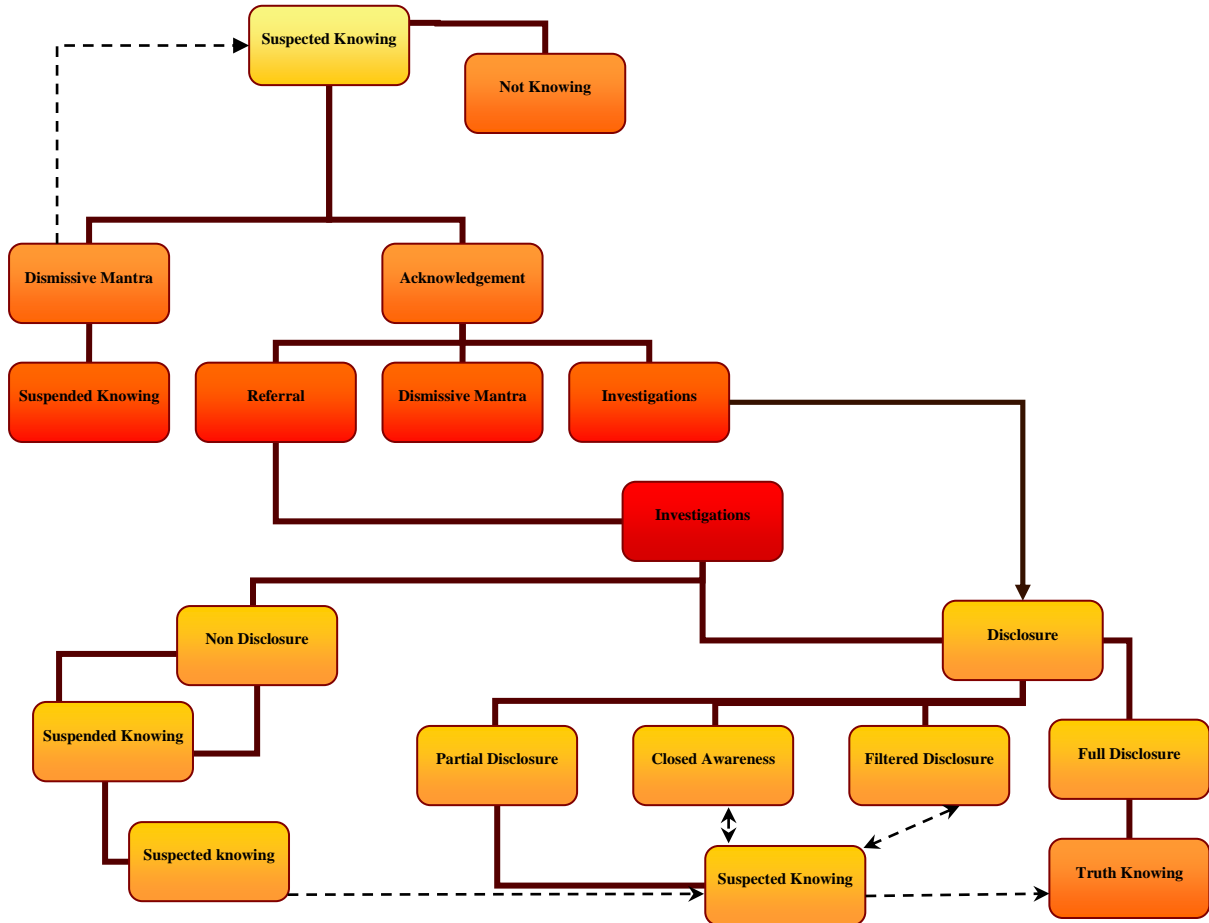 Suspected Knowing
Not Knowing
Dismissive Mantra
Acknowledgement
Suspended Knowing
Referral
Dismissive Mantra
Investigations
Investigations
Non Disclosure
Disclosure
Suspended Knowing
Partial Disclosure
Closed Awareness
Filtered Disclosure
Full Disclosure
Suspected knowing
Suspected Knowing
Truth Knowing